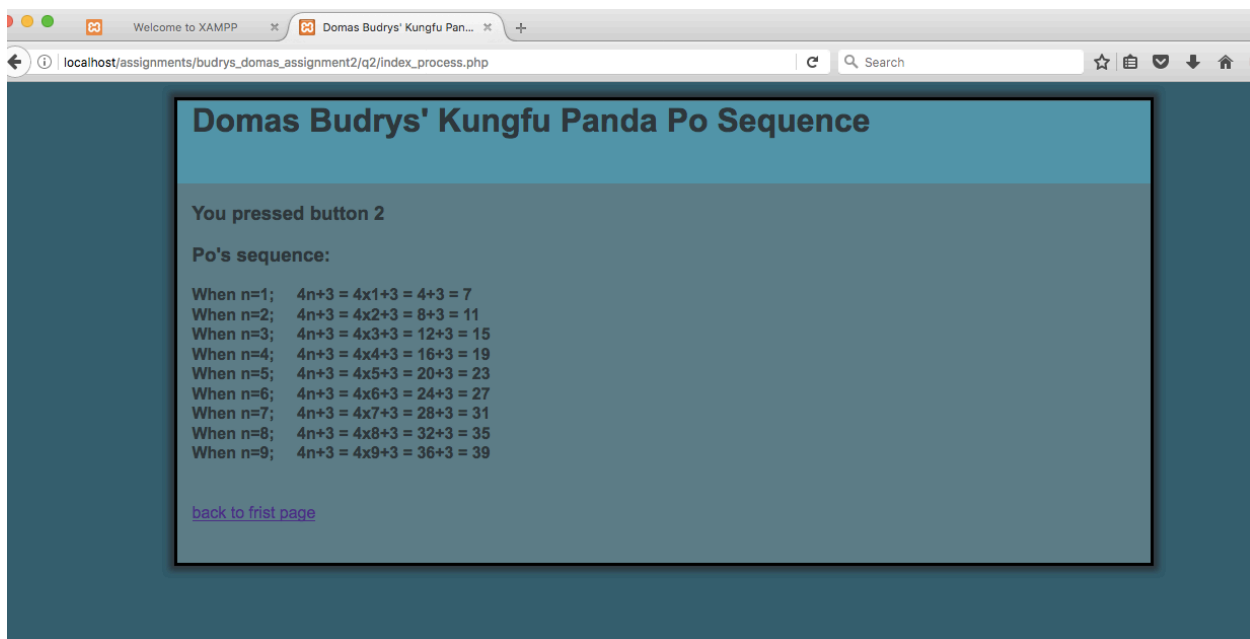 Welcome to XAMPP
Domas Budrys' Kungfu Pan...
localhost/assignments/budrys_domas_assignment2/q2/index_process.php
Search
Domas Budrys' Kungfu Panda Po Sequence
You pressed button 2
Po's sequence:
When n=1; 4n+3 = 4x1+3 = 4+3 = 7
When n=2; 4n+3 = 4x2+3 = 8+3 = 11
When n=3; 4n+3 = 4x3+3 = 12+3 = 15
When n=4; 4n+3 = 4x4+3 = 16+3 = 19
When n=5; 4n+3 = 4x5+3 = 20+3 = 23
When n=6; 4n+3 = 4x6+3 = 24+3 = 27
When n=7; 4n+3 = 4x7+3 = 28+3 = 31
When n=8; 4n+3 = 4x8+3 = 32+3 = 35
When n=9; 4n+3 = 4x9+3 = 36+3 = 39
back to frist page